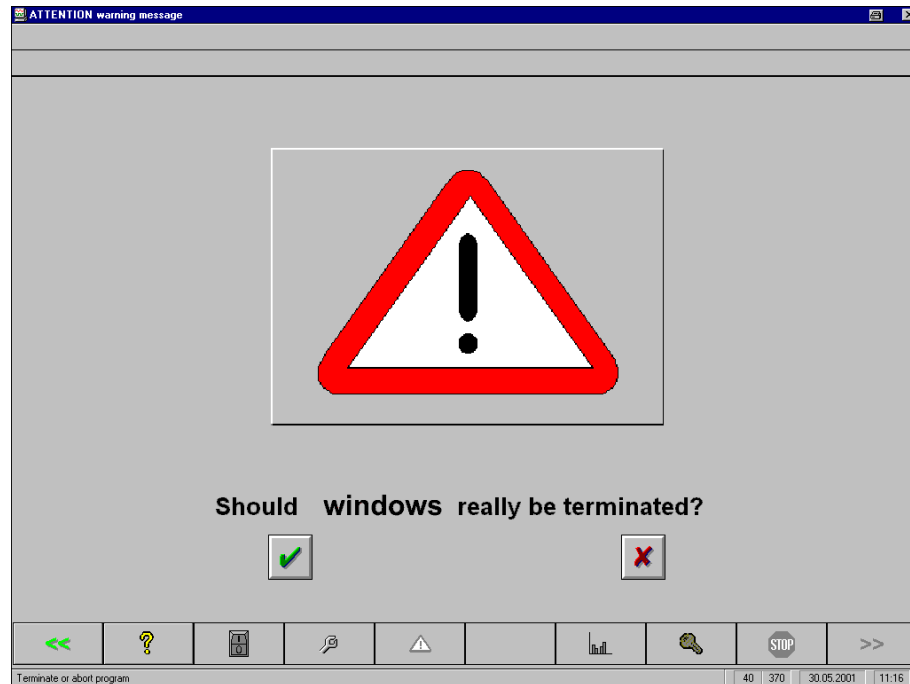 ATTENTION warning message
Should windows really be terminated?
<< STOP >>
Terminate or abort program 40 370 30.05.2001 11:16